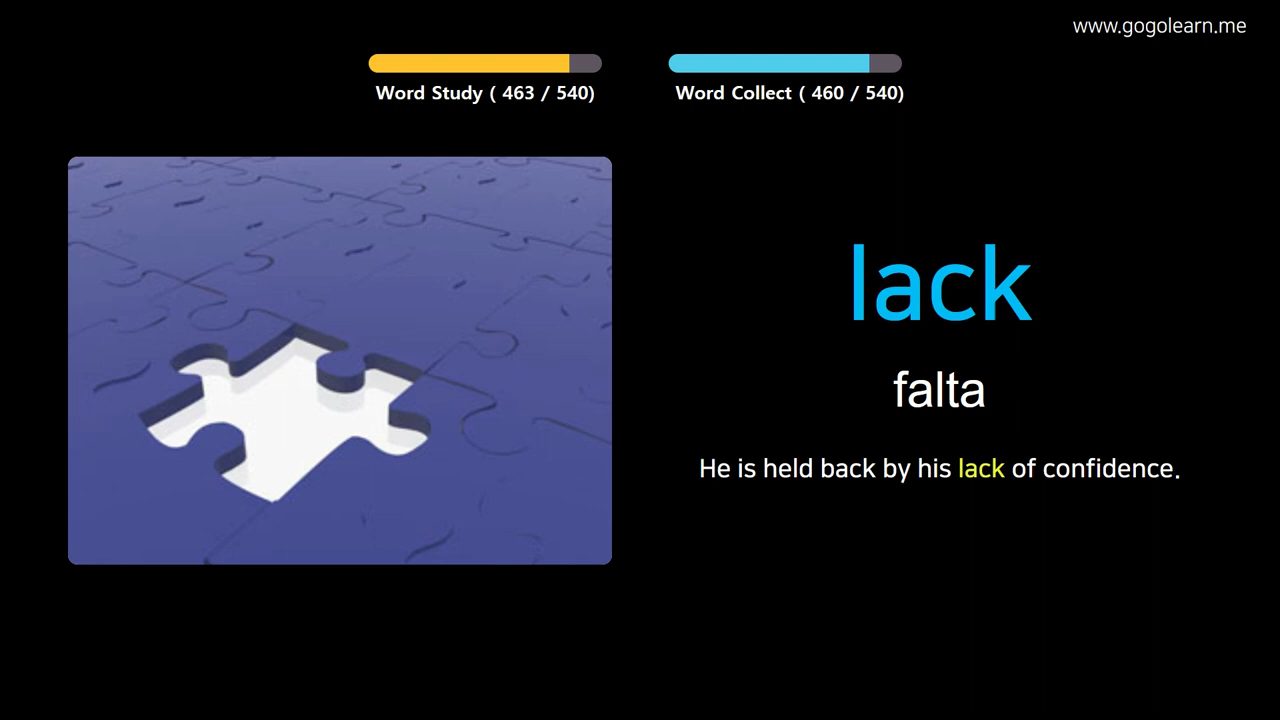 www.gogolearn.me
Word Study ( 463 / 540)
Word Collect ( 460 / 540)
lack
falta
He is held back by his lack of confidence.